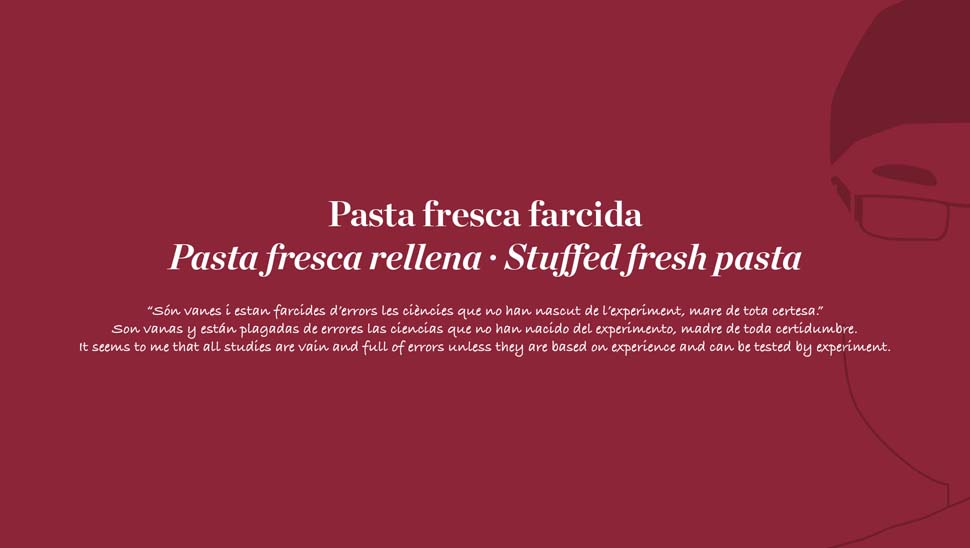 Pasta fresca farcida
Pasta fresca rellena · Stuffed fresh pasta
“Són vanes i estan farcides d’errors les ciències que no han nascut de l’experiment, mare de tota certesa.”
Son vanas y están plagadas de errores las ciencias que no han nacido del experimento, madre de toda certidumbre.
It seems to me that all studies are vain and full of errors unless they are based on experience and can be tested by experiment.